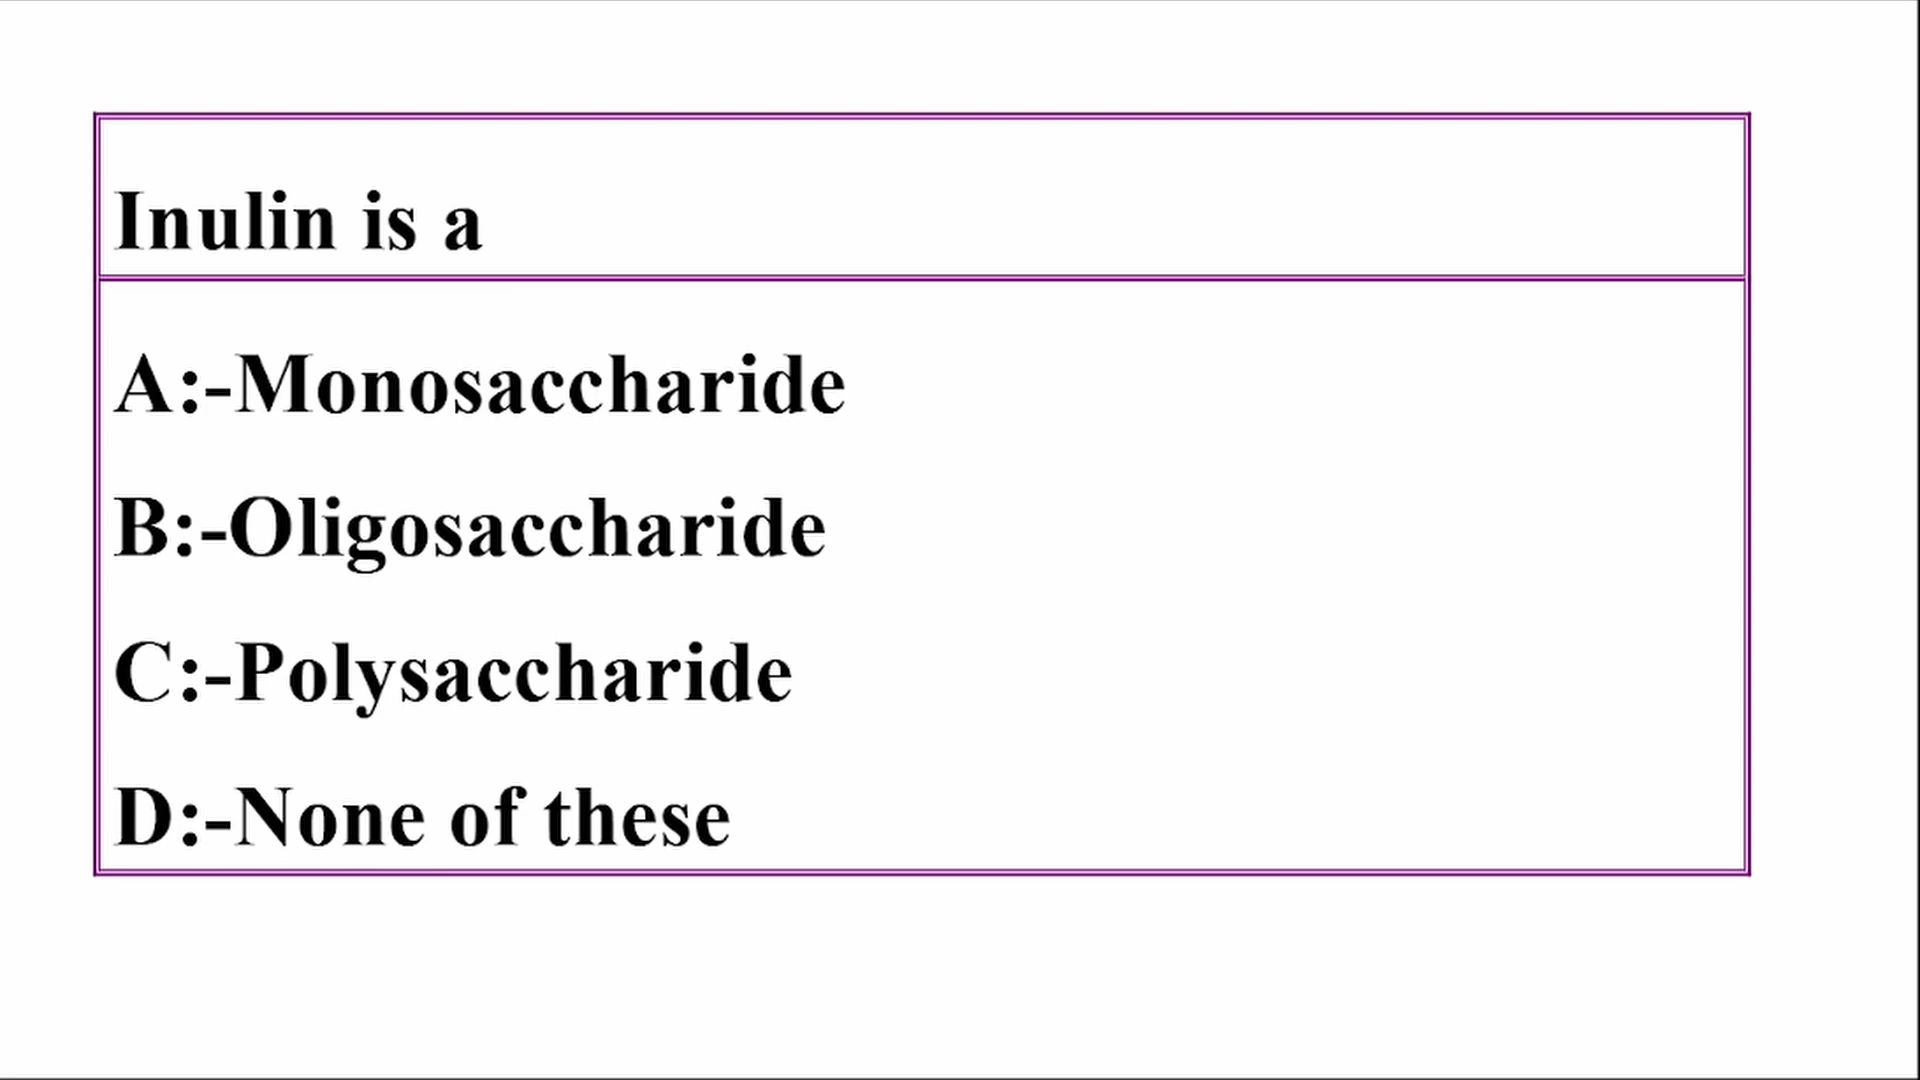 Inulin is a
A:-Monosaccharide
B:-Oligosaccharide
C:-Polysaccharide
D:-None of these